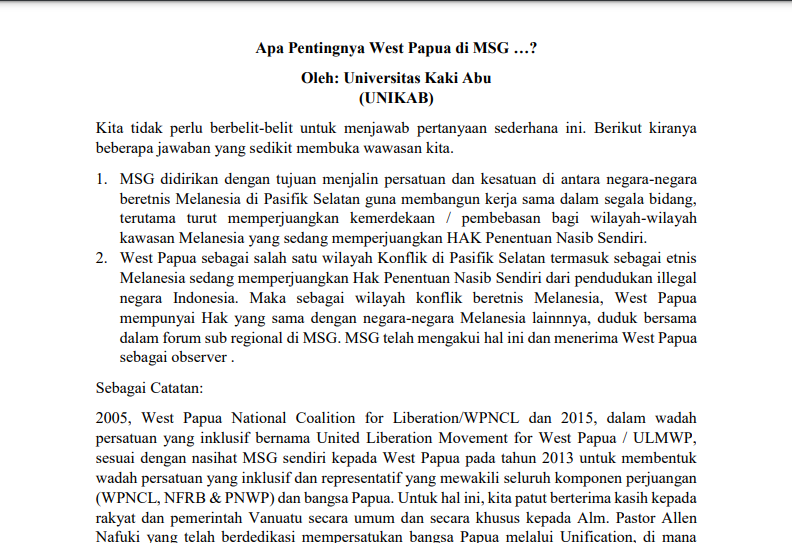 Apa Pentingnya West Papua di MSG …?
Oleh: Universitas Kaki Abu
(UNIKAB)
Kita tidak perlu berbelit-belit untuk menjawab pertanyaan sederhana ini. Berikut kiranya
beberapa jawaban yang sedikit membuka wawasan kita.
1. MSG didirikan dengan tujuan menjalin persatuan dan kesatuan di antara negara-negara
beretnis Melanesia di Pasifik Selatan guna membangun kerja sama dalam segala bidang,
terutama turut memperjuangkan kemerdekaan / pembebasan bagi wilayah-wilayah
kawasan Melanesia yang sedang memperjuangkan HAK Penentuan Nasib Sendiri.
2. West Papua sebagai salah satu wilayah Konflik di Pasifik Selatan termasuk sebagai etnis
Melanesia sedang memperjuangkan Hak Penentuan Nasib Sendiri dari pendudukan illegal
negara Indonesia. Maka sebagai wilayah konflik beretnis Melanesia, West Papua
mempunyai Hak yang sama dengan negara-negara Melanesia lainnnya, duduk bersama
dalam forum sub regional di MSG. MSG telah mengakui hal ini dan menerima West Papua
sebagai observer .
Sebagai Catatan:
2005, West Papua National Coalition for Liberation/WPNCL dan 2015, dalam wadah
persatuan yang inklusif bernama United Liberation Movement for West Papua / ULMWP,
sesuai dengan nasihat MSG sendiri kepada West Papua pada tahun 2013 untuk membentuk
wadah persatuan yang inklusif dan representatif yang mewakili seluruh komponen perjuangan
(WPNCL, NFRB & PNWP) dan bangsa Papua. Untuk hal ini, kita patut berterima kasih kepada
rakyat dan pemerintah Vanuatu secara umum dan secara khusus kepada Alm. Pastor Allen
Nafuki yang telah berdedikasi mempersatukan bangsa Papua melalui Unification, di mana